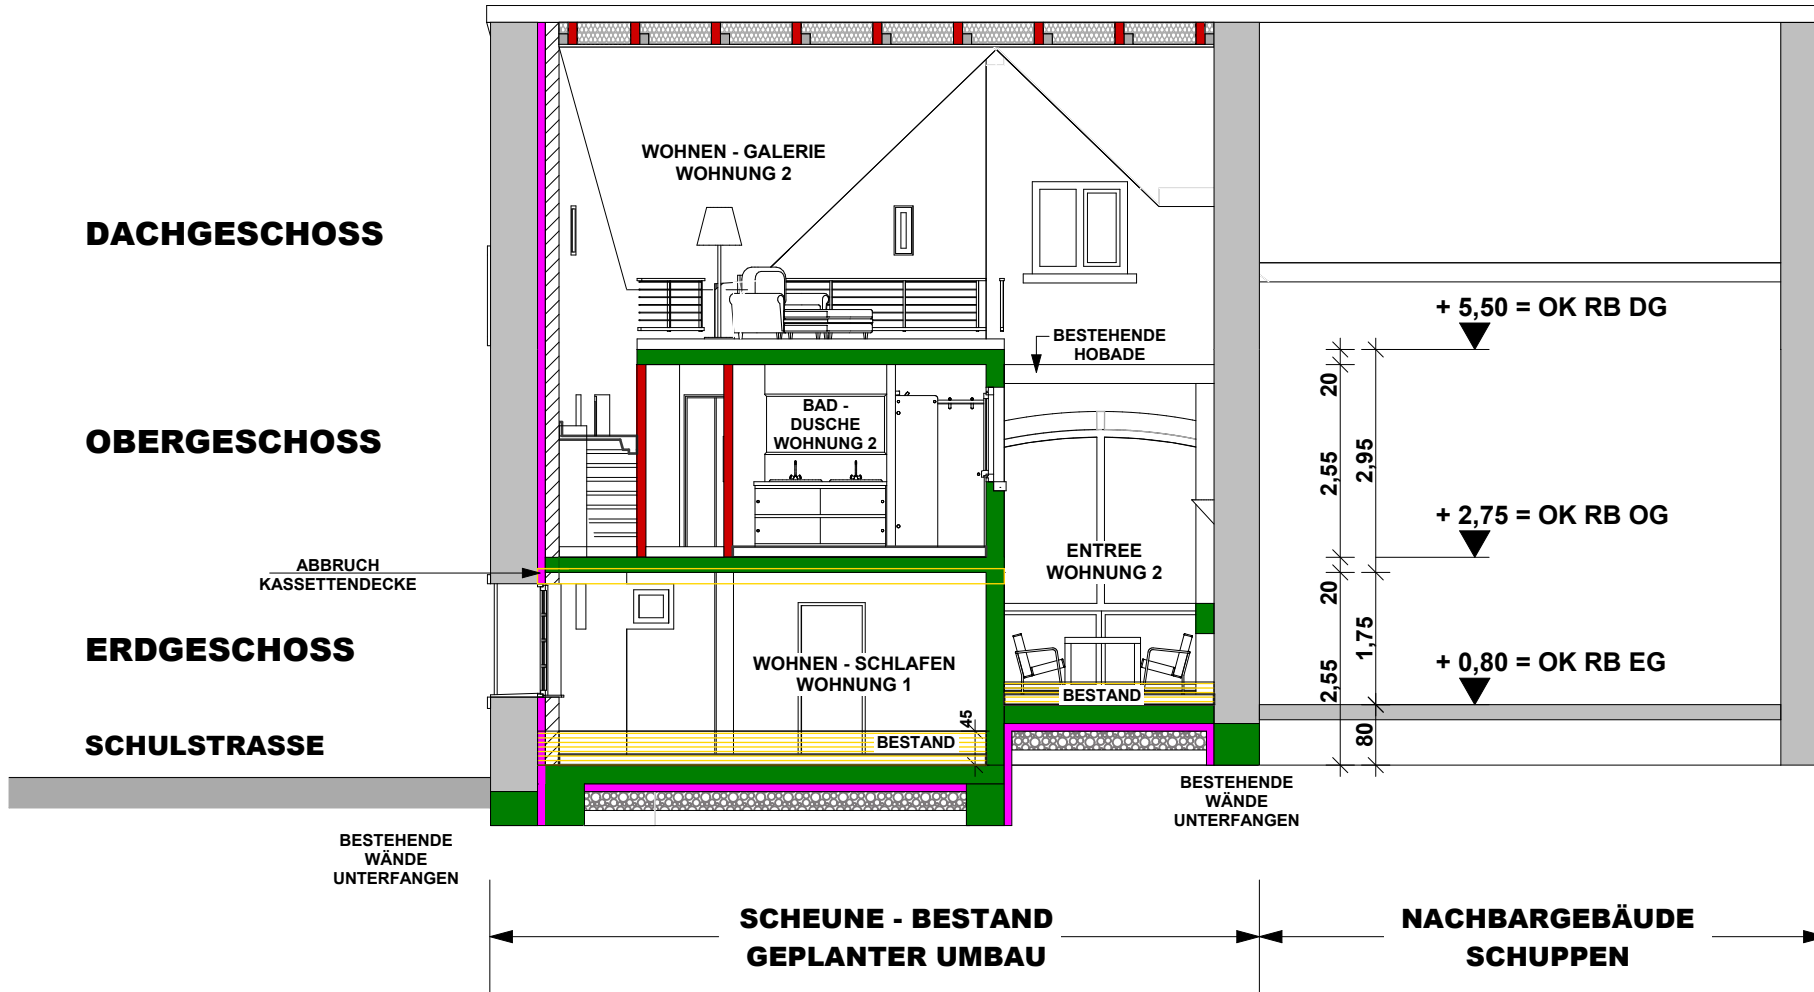 WOHNEN - GALERIE
WOHNUNG 2
DACHGESCHOSS
+ 5,50 = OK RB DG
BESTEHENDE
HOBADE
20
BAD -
DUSCHE
WOHNUNG 2
OBERGESCHOSS
2,55
2,95
+ 2,75 = OK RB OG
ENTREE
WOHNUNG 2
ABBRUCH
KASSETTENDECKE
20
1,75
ERDGESCHOSS
WOHNEN - SCHLAFEN
WOHNUNG 1
+ 0,80 = OK RB EG
2,55
BESTAND
45
BESTAND
80
SCHULSTRASSE
BESTEHENDE
WÄNDE
UNTERFANGEN
BESTEHENDE
WÄNDE
UNTERFANGEN
SCHEUNE - BESTAND
GEPLANTER UMBAU
NACHBARGEBÄUDE
SCHUPPEN